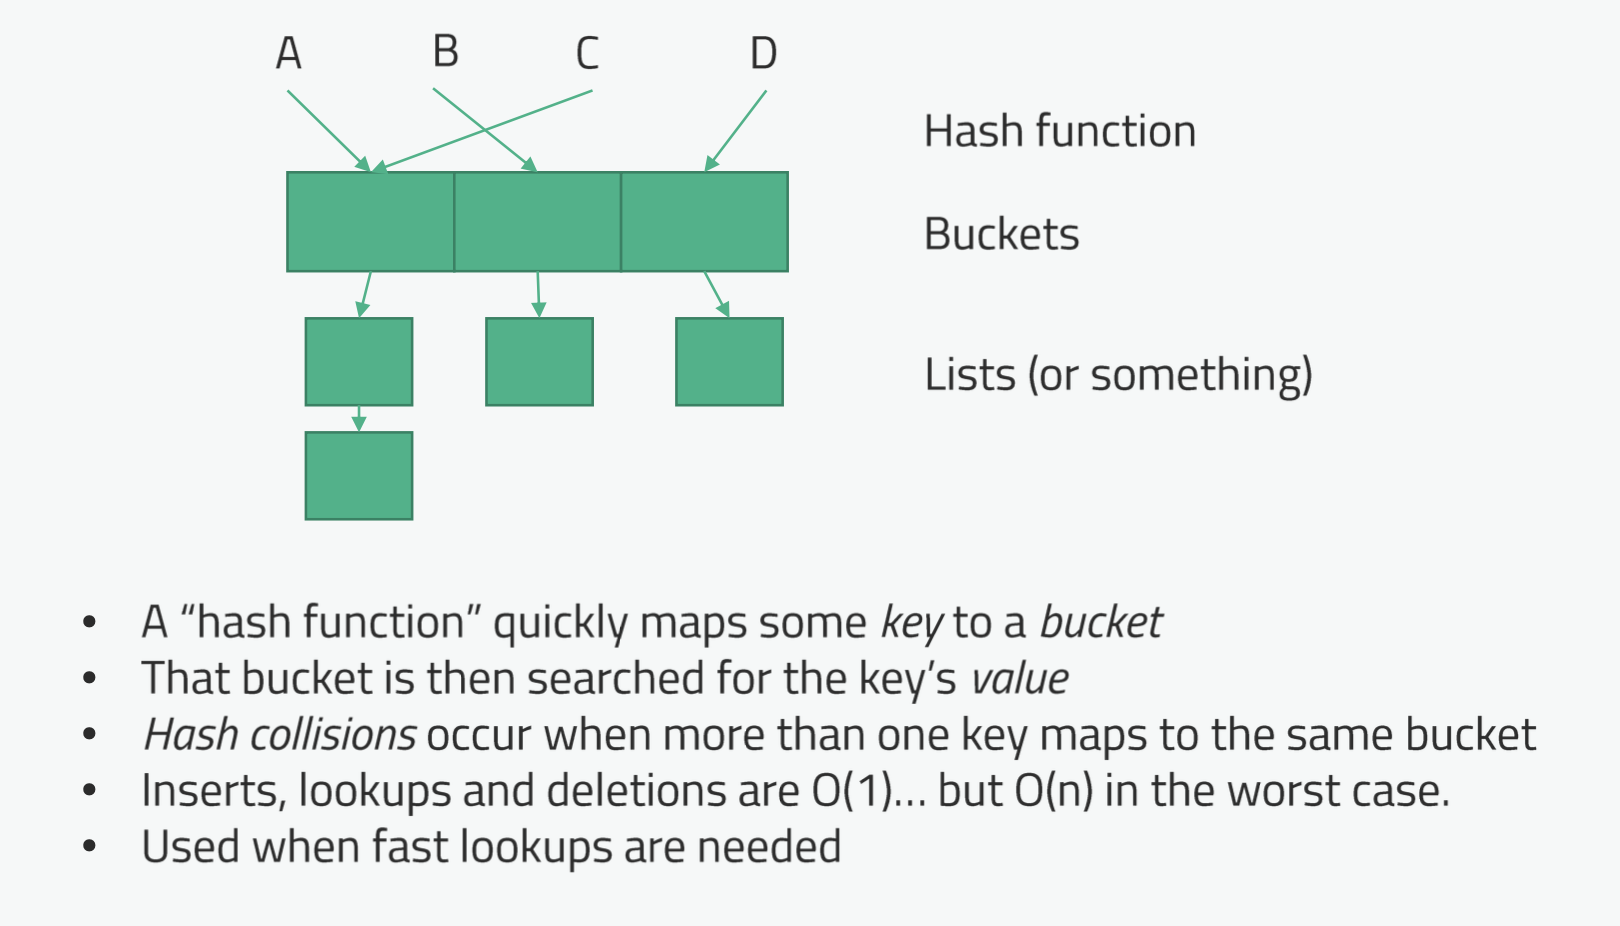 A B C D
Hash function
Buckets
Lists (or something)
• A “hash function” quickly maps some key to a bucket
• That bucket is then searched for the key’s value
• Hash collisions occur when more than one key maps to the same bucket
• Inserts, lookups and deletions are O(1)... but O(n) in the worst case.
• Used when fast lookups are needed